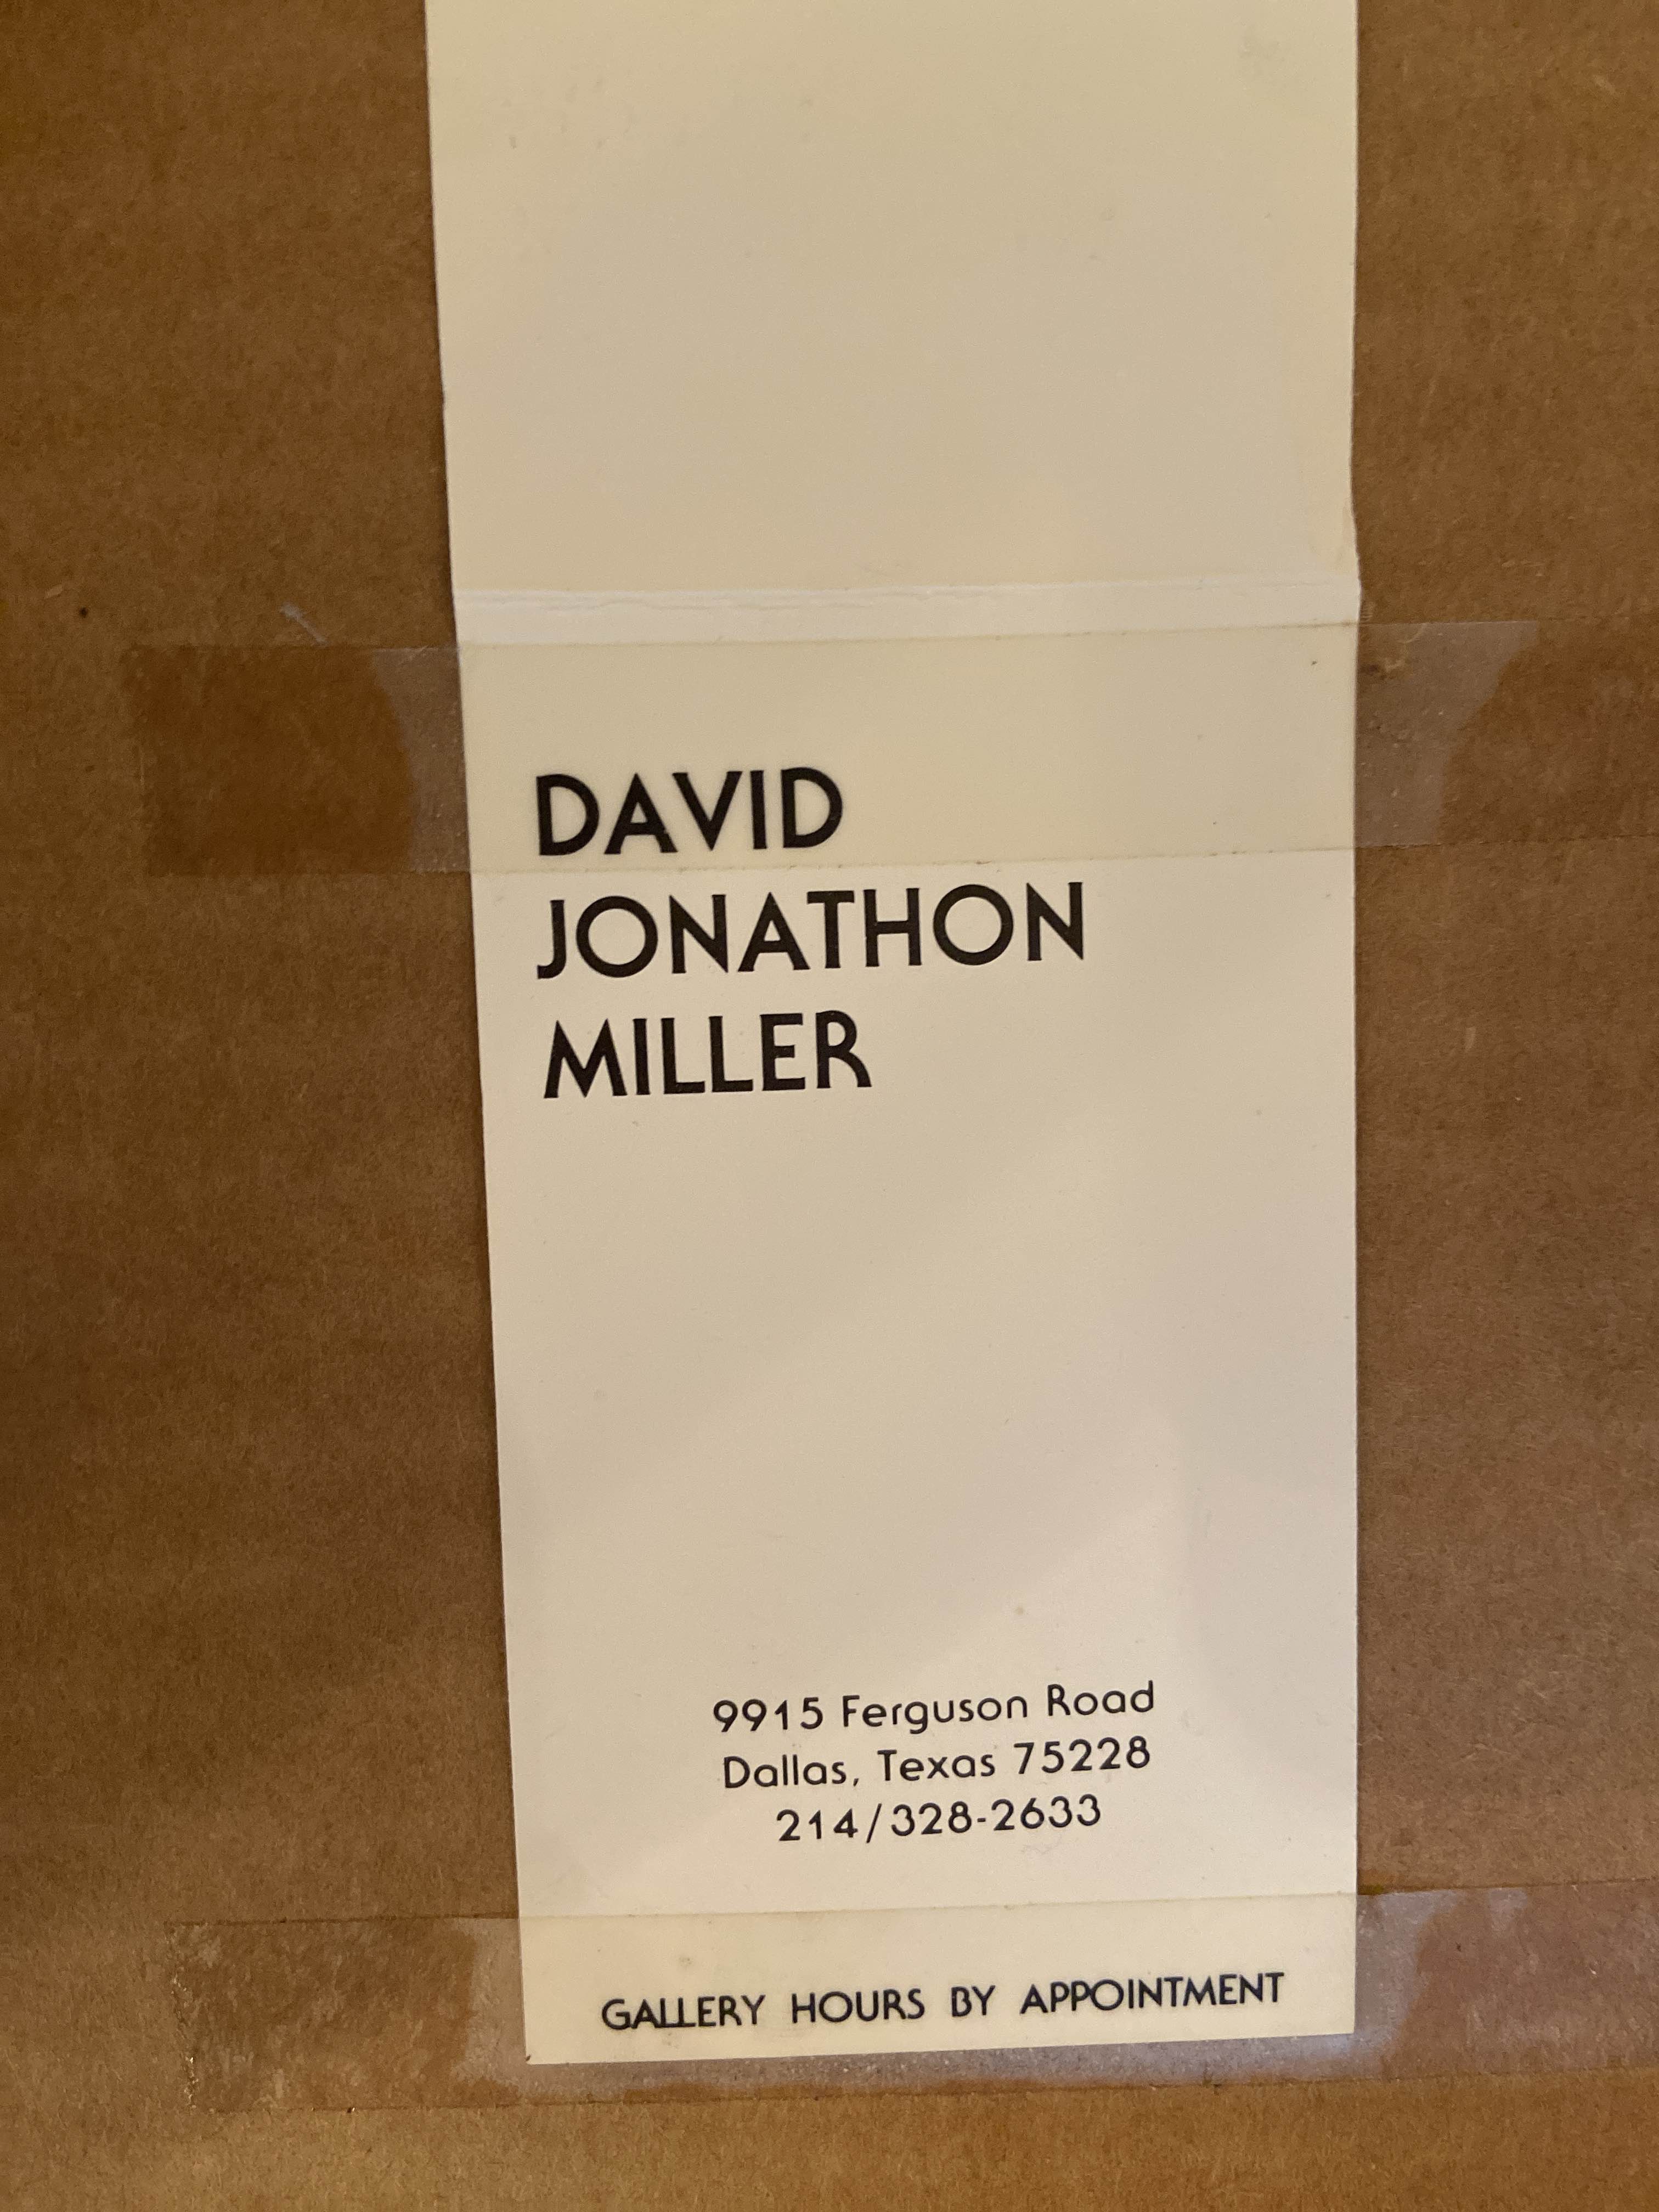 DAVID
JONATHON
MILLER
9915 Ferguson Road
Dallas, Texas 75228
214/328-2633
GALLERY HOURS BY APPOINTMENT